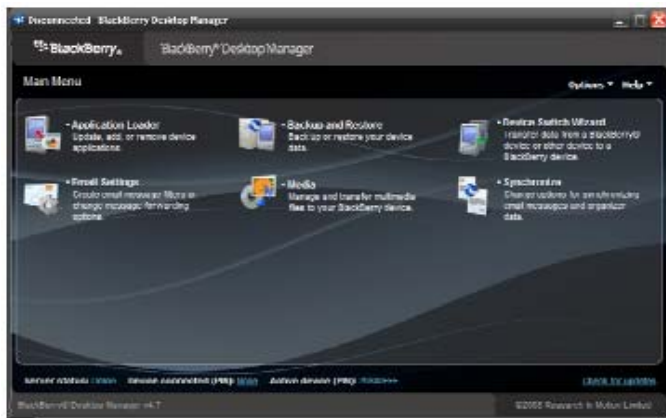 Disconnected - BlackBerry Desktop Manager
BlackBerry®
BlackBerry® Desktop Manager
Main Menu
Options
Help
Application Loader
Update, add, or remove device
applications.
Backup and Restore
Back up or restore your device
data.
Device Switch Wizard
Transfer data from a BlackBerry®
device or other device to a
BlackBerry device.
Email Settings
Create email message filters or
change message forwarding
options.
Media
Manage and transfer multimedia
files to your BlackBerry device.
Synchronize
Change options for synchronizing
email messages and organizer
data.
Device connected (PIN): None
Active device (PIN):
Check for updates
BlackBerry® Desktop Manager v4.7
©2008 Research In Motion Limited